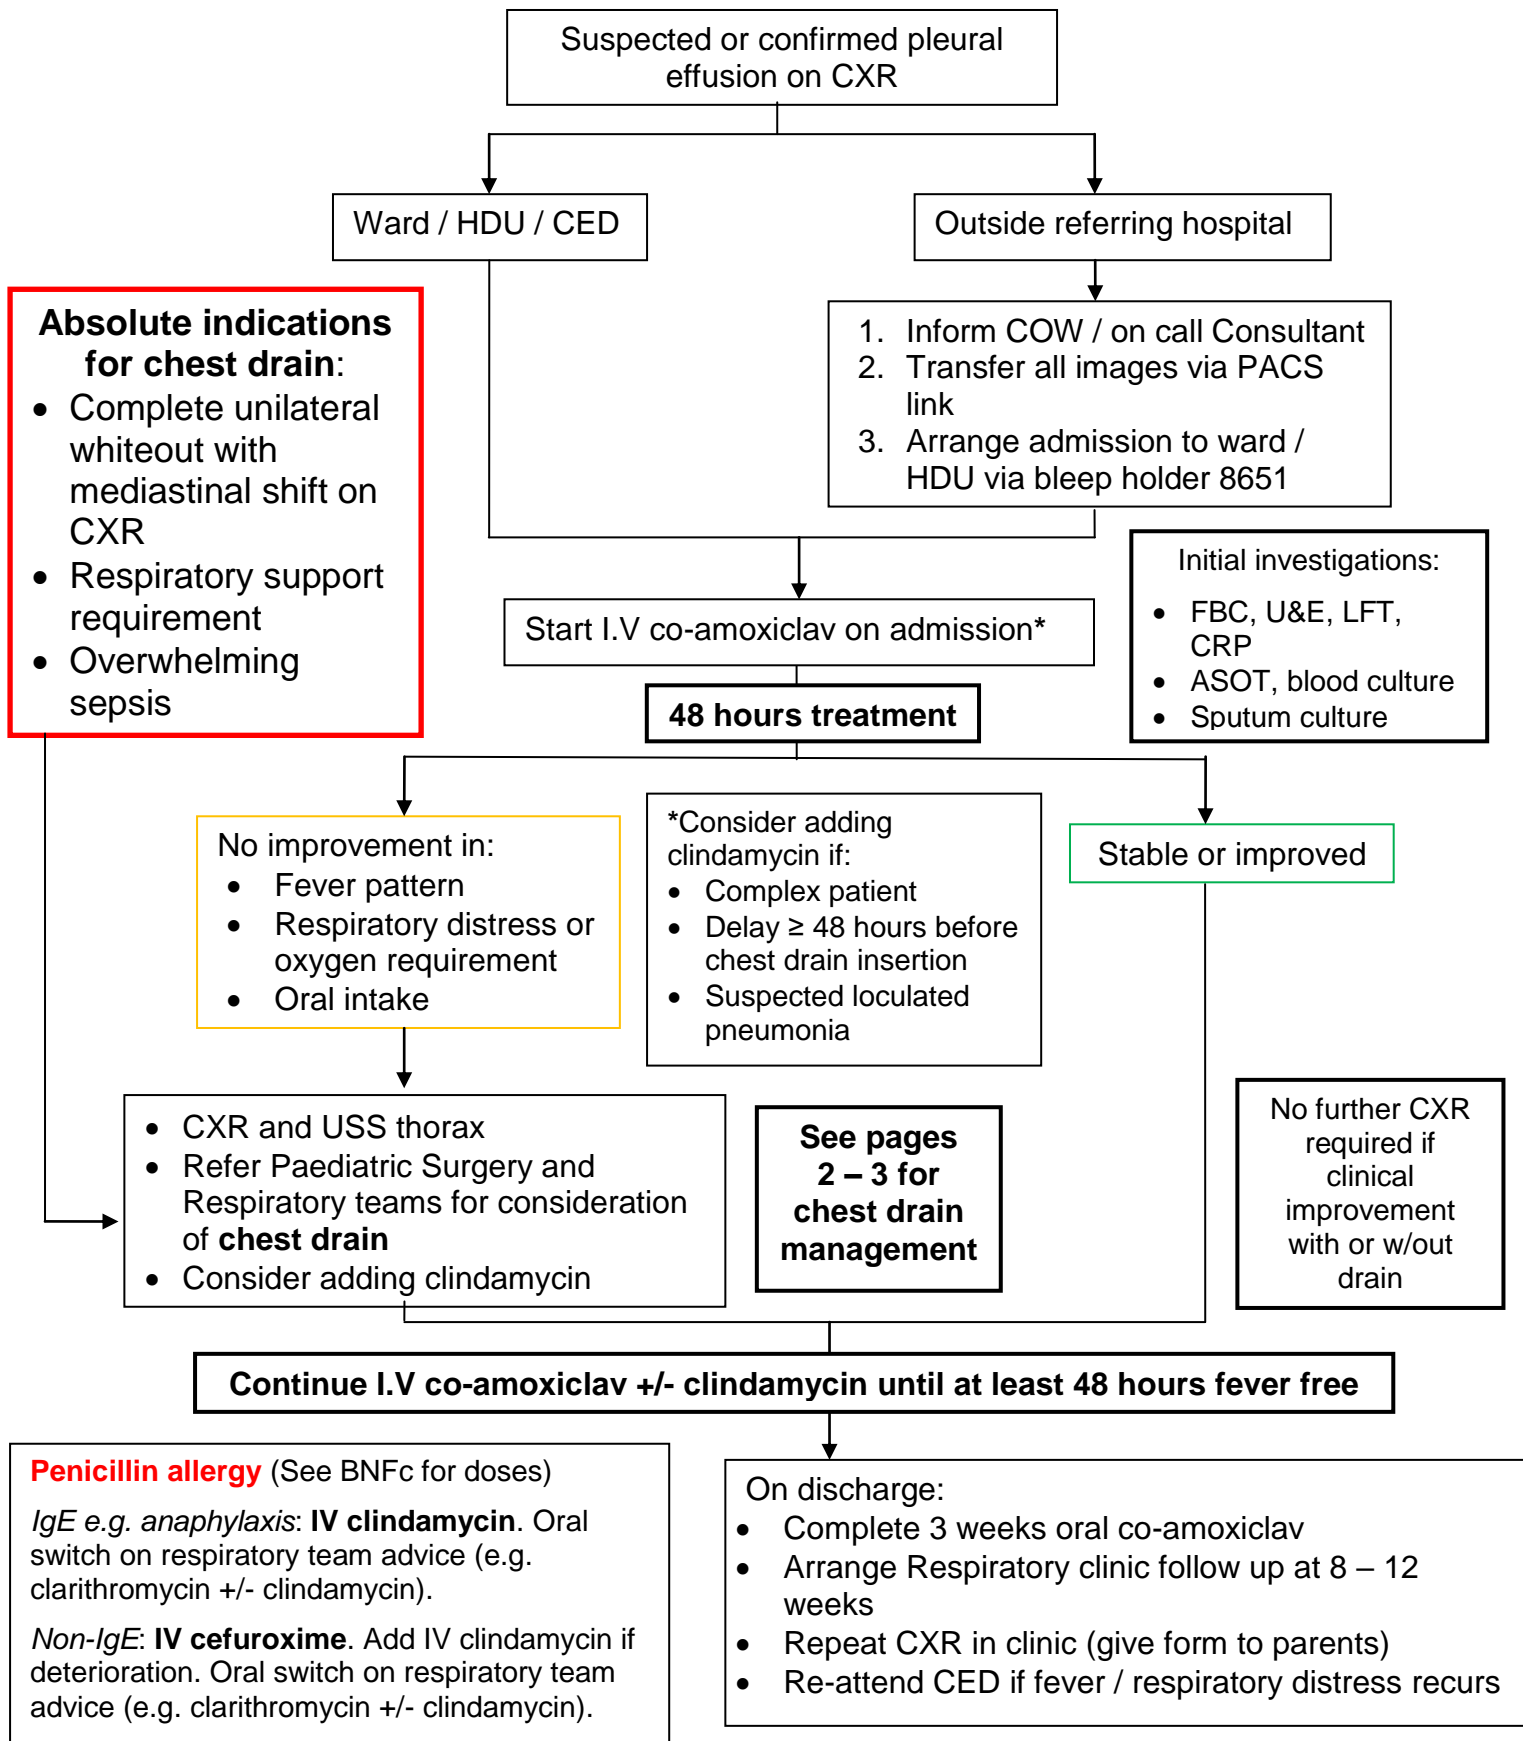 Suspected or confirmed pleural
effusion on CXR
Ward / HDU / CED
Outside referring hospital
Absolute indications
for chest drain:
• Complete unilateral
whiteout with
mediastinal shift on
CXR
• Respiratory support
requirement
• Overwhelming
sepsis
1. Inform COW / on call Consultant
2. Transfer all images via PACS
link
3. Arrange admission to ward /
HDU via bleep holder 8651
Initial investigations:
• FBC, U&E, LFT,
CRP
• ASOT, blood culture
• Sputum culture
Start I.V co-amoxiclav on admission*
48 hours treatment
No improvement in:
• Fever pattern
• Respiratory distress or
oxygen requirement
• Oral intake
*Consider adding
clindamycin if:
• Complex patient
• Delay ≥ 48 hours before
chest drain insertion
• Suspected loculated
pneumonia
Stable or improved
• CXR and USS thorax
• Refer Paediatric Surgery and
Respiratory teams for consideration
of chest drain
• Consider adding clindamycin
See pages
2 – 3 for
chest drain
management
No further CXR
required if
clinical
improvement
with or w/out
drain
Continue I.V co-amoxiclav +/- clindamycin until at least 48 hours fever free
Penicillin allergy (See BNFc for doses)
IgE e.g. anaphylaxis: IV clindamycin. Oral
switch on respiratory team advice (e.g.
clarithromycin +/- clindamycin).
Non-IgE: IV cefuroxime. Add IV clindamycin if
deterioration. Oral switch on respiratory team
advice (e.g. clarithromycin +/- clindamycin).
On discharge:
• Complete 3 weeks oral co-amoxiclav
• Arrange Respiratory clinic follow up at 8 – 12
weeks
• Repeat CXR in clinic (give form to parents)
• Re-attend CED if fever / respiratory distress recurs